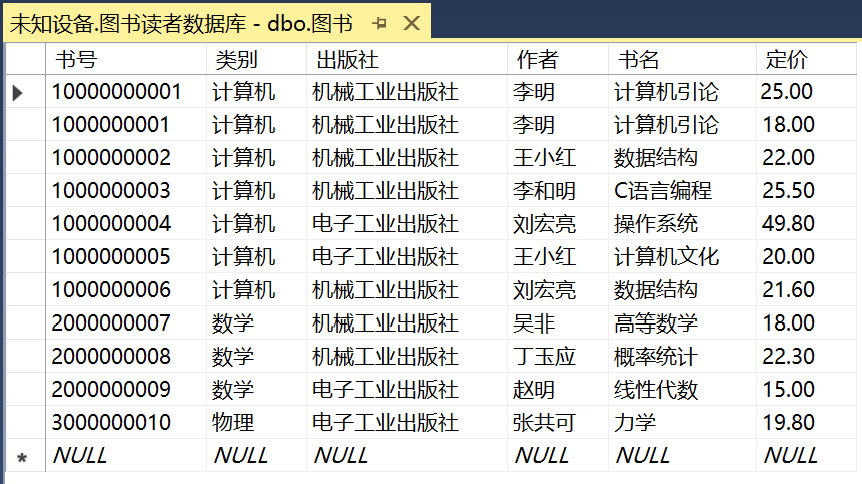 未知设备.图书读者数据库 - dbo.图书
书号 类别 出版社 作者 书名 定价
10000000001 计算机 机械工业出版社 李明 计算机引论 25.00
1000000001 计算机 机械工业出版社 李明 计算机引论 18.00
1000000002 计算机 机械工业出版社 王小红 数据结构 22.00
1000000003 计算机 机械工业出版社 李和明 C语言编程 25.50
1000000004 计算机 电子工业出版社 刘宏亮 操作系统 49.80
1000000005 计算机 电子工业出版社 王小红 计算机文化 20.00
1000000006 计算机 机械工业出版社 刘宏亮 数据结构 21.60
2000000007 数学 机械工业出版社 吴非 高等数学 18.00
2000000008 数学 机械工业出版社 丁玉应 概率统计 22.30
2000000009 数学 电子工业出版社 赵明 线性代数 15.00
3000000010 物理 电子工业出版社 张共可 力学 19.80
* NULL NULL NULL NULL NULL NULL